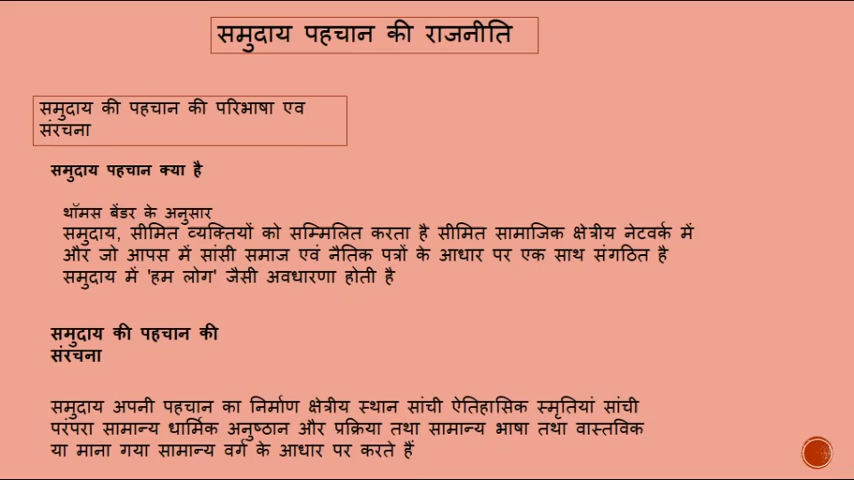 समुदाय पहचान की राजनीति
समुदाय की पहचान की परिभाषा एव
संरचना
समुदाय पहचान क्या है
थॉमस बेंडर के अनुसार
समुदाय, सीमित व्यक्तियों को सम्मिलित करता है सीमित सामाजिक क्षेत्रीय नेटवर्क में
और जो आपस में सांसी समाज एवं नैतिक पत्रों के आधार पर एक साथ संगठित है
समुदाय में 'हम लोग' जैसी अवधारणा होती है
समुदाय की पहचान की
संरचना
समुदाय अपनी पहचान का निर्माण क्षेत्रीय स्थान सांची ऐतिहासिक स्मृतियां सांची
परंपरा सामान्य धार्मिक अनुष्ठान और प्रक्रिया तथा सामान्य भाषा तथा वास्तविक
या माना गया सामान्य वर्ग के आधार पर करते हैं